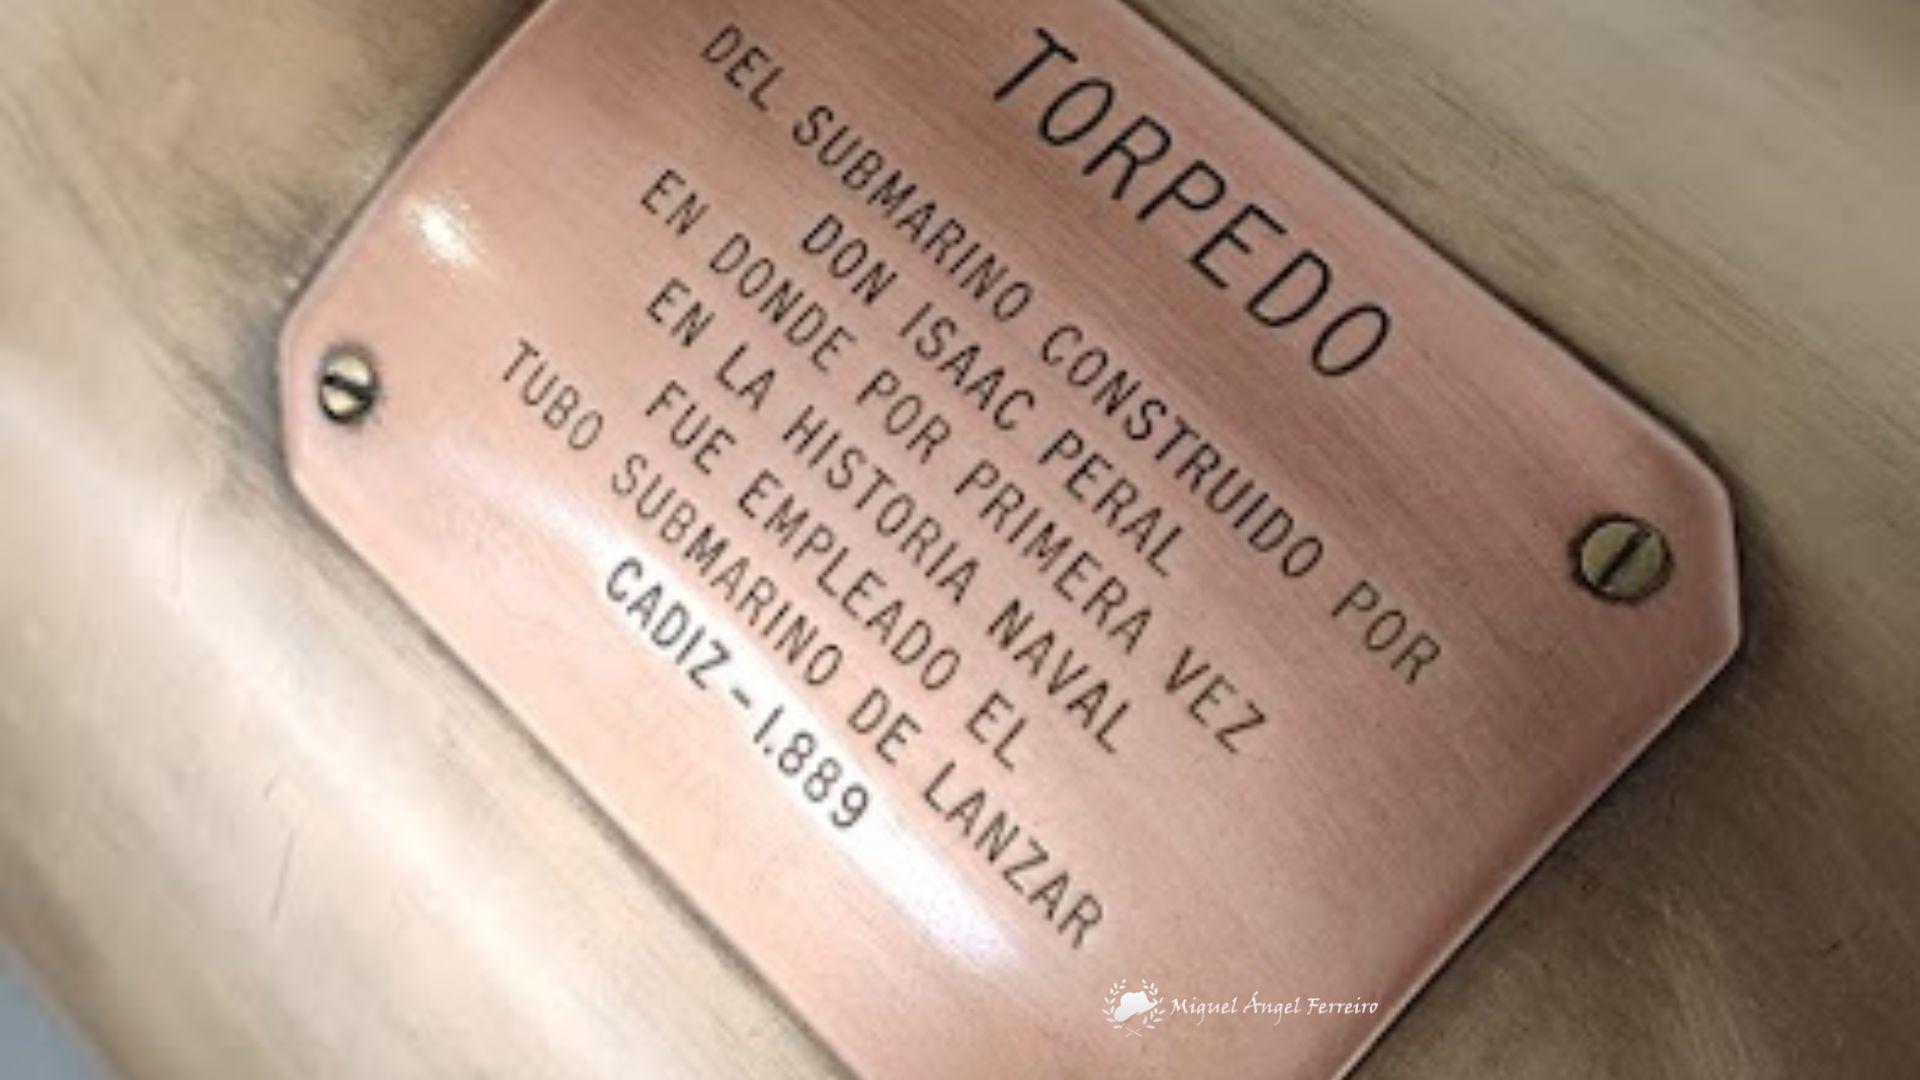 TORPEDO
DEL SUBMARINO CONSTRUIDO POR
DON ISAAC PERAL
EN DONDE POR PRIMERA VEZ
EN LA HISTORIA NAVAL
FUE EMPLEADO EL
TUBO SUBMARINO DE LANZAR
CADIZ - 1.889
Miguel Ángel Ferreiro